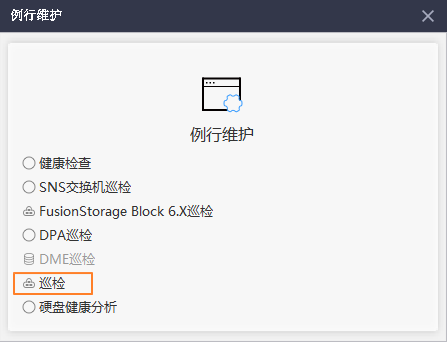 例行维护
例行维护
健康检查
SNS交换机巡检
FusionStorage Block 6.X巡检
DPA巡检
DME巡检
巡检
硬盘健康分析